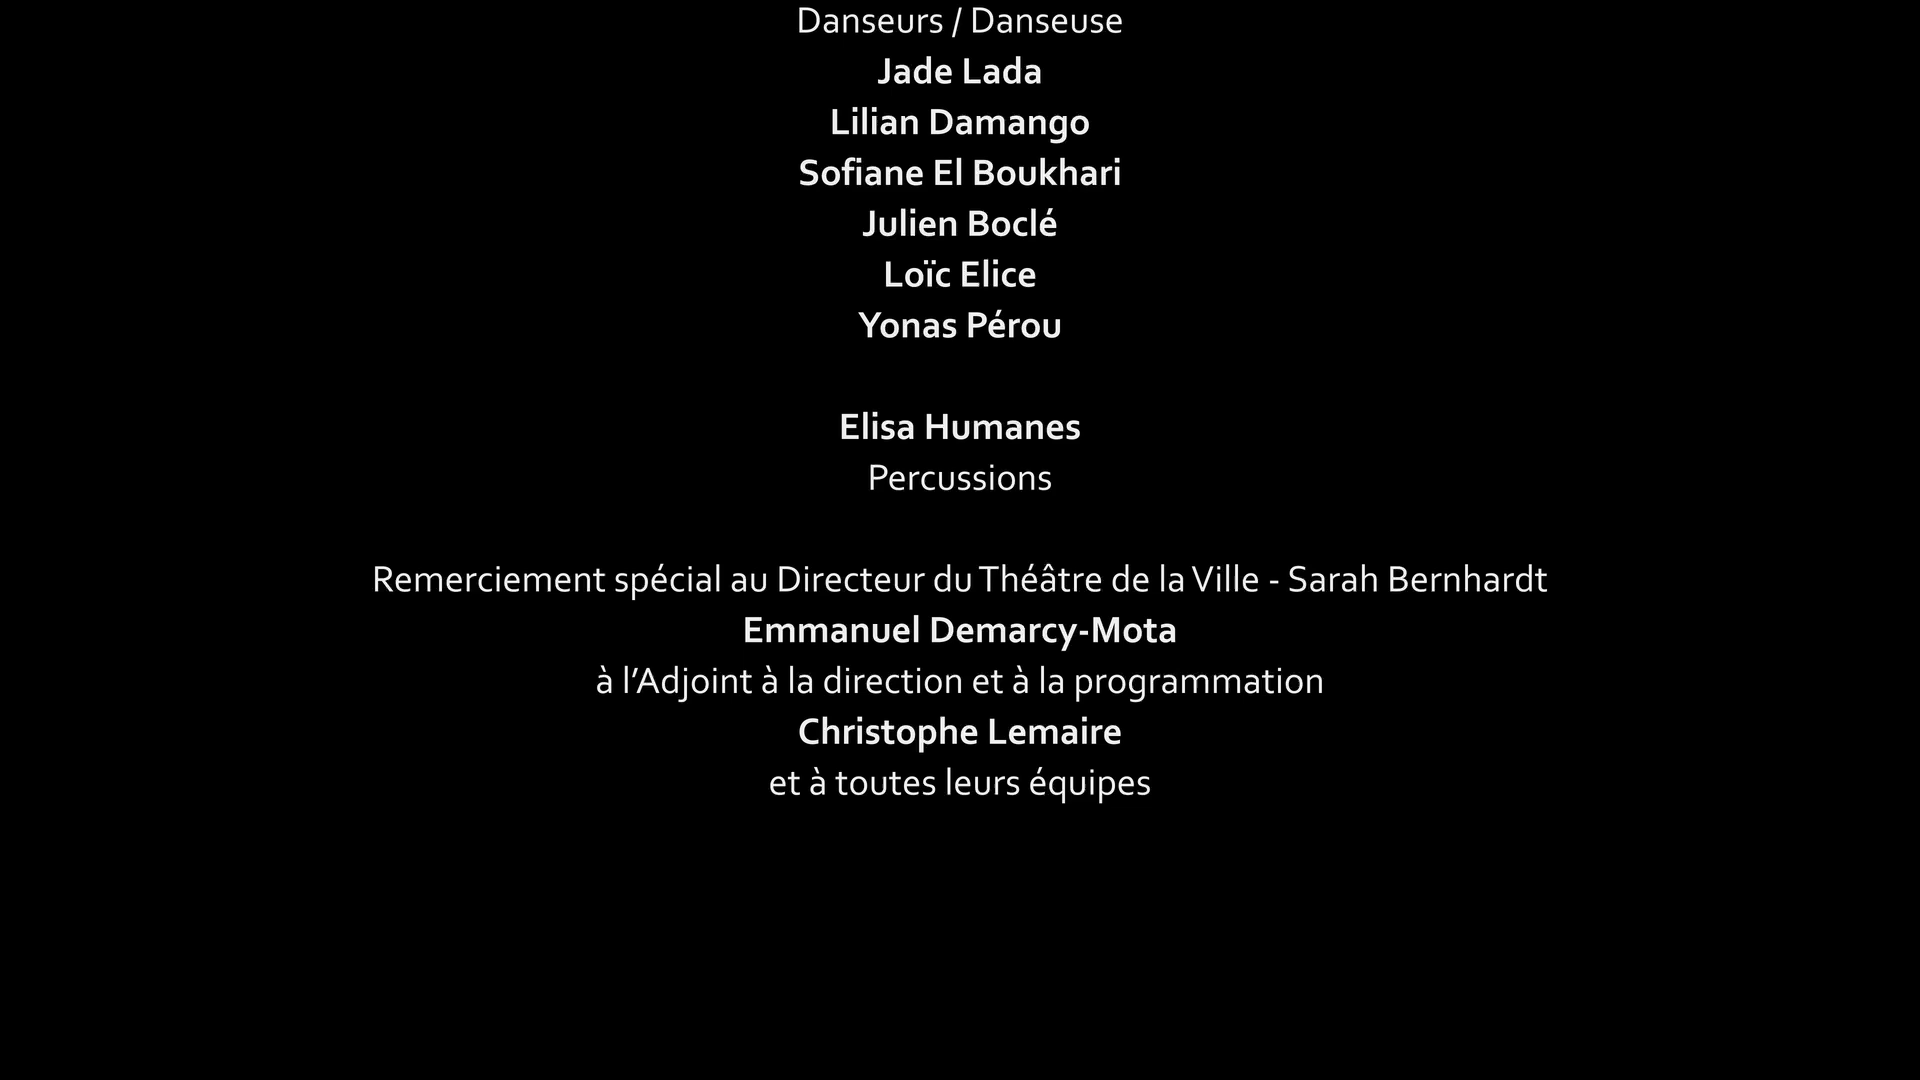 Danseurs / Danseuse
Jade Lada
Lilian Damango
Sofiane El Boukhari
Julien Boclé
Loïc Elice
Yonas Pérou
Elisa Humanes
Percussions
Remerciement spécial au Directeur du Théâtre de la Ville - Sarah Bernhardt
Emmanuel Demarcy-Mota
à l’Adjoint à la direction et à la programmation
Christophe Lemaire
et à toutes leurs équipes